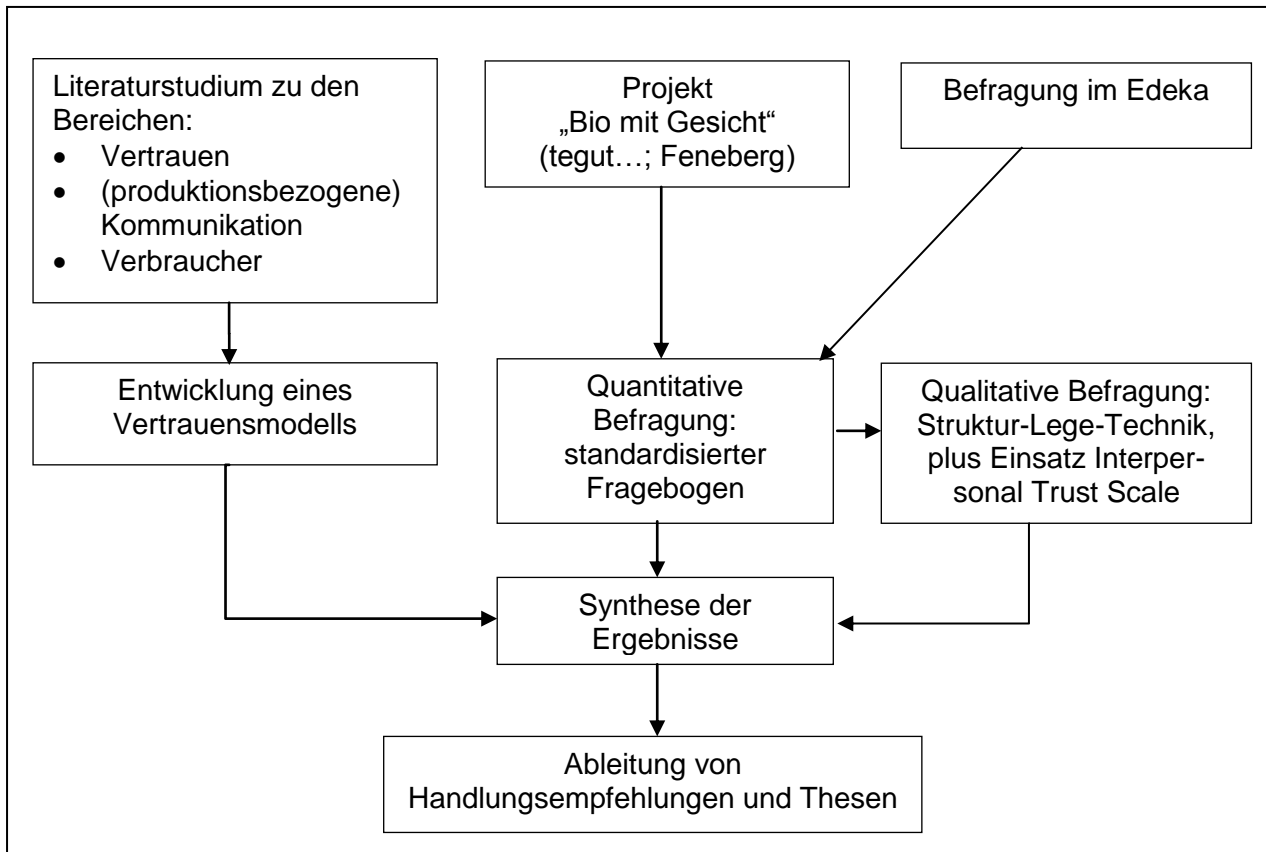 Literaturstudium zu den
Bereichen:
• Vertrauen
• (produktionsbezogene)
Kommunikation
• Verbraucher
Projekt
„Bio mit Gesicht“
(tegut…; Feneberg)
Befragung im Edeka
Entwicklung eines
Vertrauensmodells
Quantitative
Befragung:
standardisierter
Fragebogen
Qualitative Befragung:
Struktur-Lege-Technik,
plus Einsatz Interper-
sonal Trust Scale
Synthese der
Ergebnisse
Ableitung von
Handlungsempfehlungen und Thesen